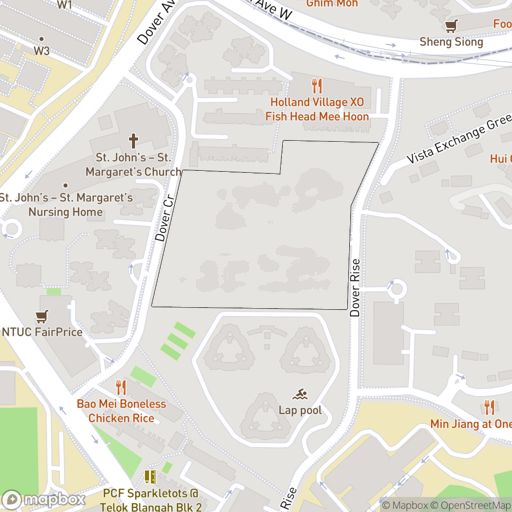 W1
W3
Dover Av
Ave W
Ghim Moh
Sheng Siong
Foo
Holland Village XO
Fish Head Mee Hoon
Vista Exchange Gree
Hui
St. John's – St.
Margaret's Church
St. John's – St. Margaret's
Nursing Home
Dover Cr
Dover Rise
NTUC FairPrice
Bao Mei Boneless
Chicken Rice
Lap pool
Min Jiang at One
PCF Sparkletots @
Telok Blangah Blk 2
Rise
mapbox
© Mapbox © OpenStreetMap